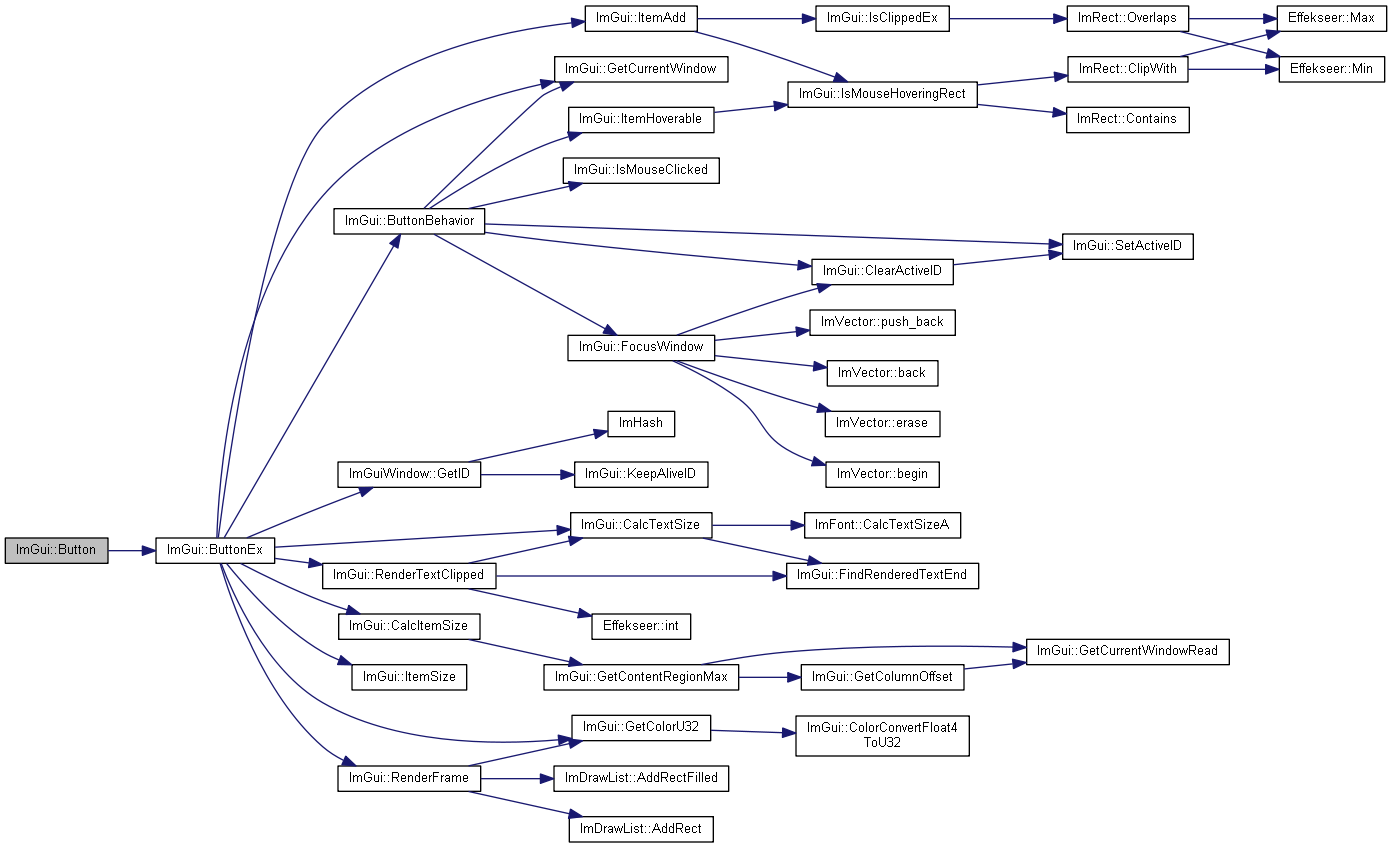 ImGui::ItemAdd
ImGui::IsClippedEx
ImRect::Overlaps
Effekseer::Max
ImGui::GetCurrentWindow
ImRect::ClipWith
Effekseer::Min
ImGui::IsMouseHoveringRect
ImGui::ItemHoverable
ImRect::Contains
ImGui::IsMouseClicked
ImGui::ButtonBehavior
ImGui::SetActiveID
ImGui::ClearActiveID
ImVector::push_back
ImGui::FocusWindow
ImVector::back
ImVector::erase
ImHash
ImGuiWindow::GetID
ImGui::KeepAliveID
ImVector::begin
ImGui::CalcTextSize
ImFont::CalcTextSizeA
ImGui::Button
ImGui::ButtonEx
ImGui::RenderTextClipped
ImGui::FindRenderedTextEnd
ImGui::CalcItemSize
Effekseer::int
ImGui::GetCurrentWindowRead
ImGui::ItemSize
ImGui::GetContentRegionMax
ImGui::GetColumnOffset
ImGui::GetColorU32
ImGui::ColorConvertFloat4
ToU32
ImGui::RenderFrame
ImDrawList::AddRectFilled
ImDrawList::AddRect